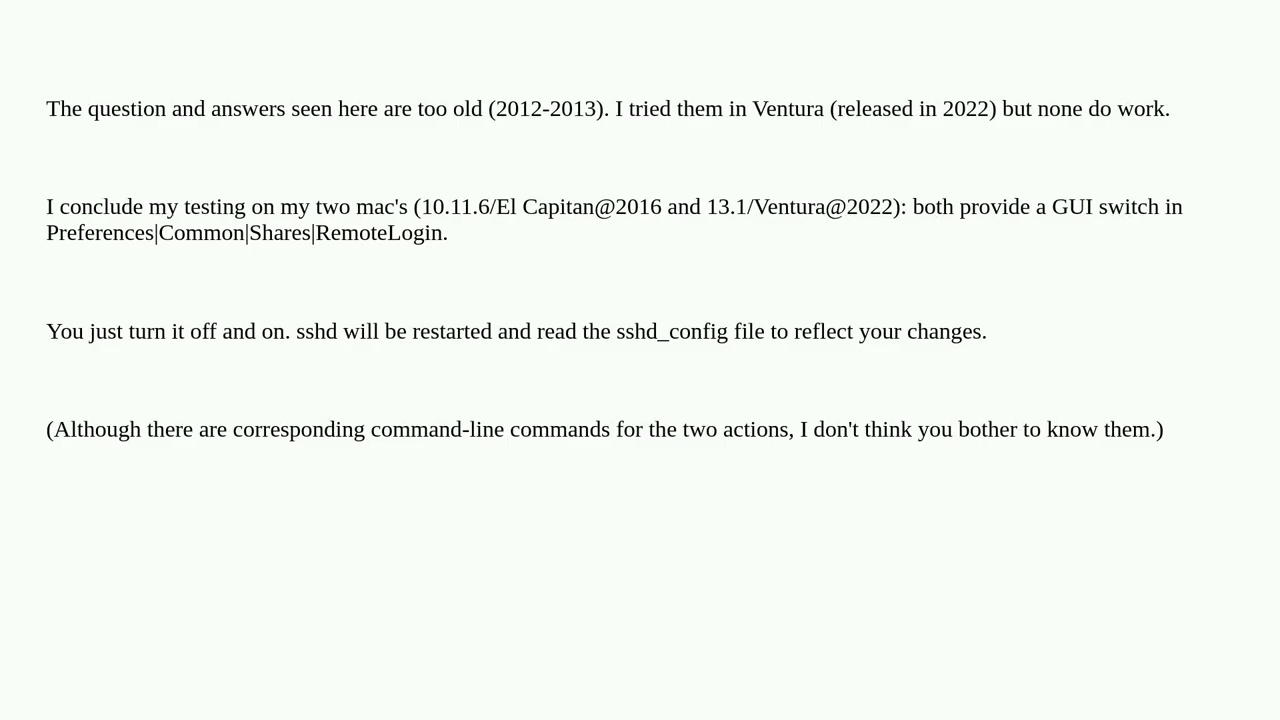 The question and answers seen here are too old (2012-2013). I tried them in Ventura (released in 2022) but none do work.
I conclude my testing on my two mac's (10.11.6/El Capitan@2016 and 13.1/Ventura@2022): both provide a GUI switch in
Preferences|Common|Shares|RemoteLogin.
You just turn it off and on. sshd will be restarted and read the sshd_config file to reflect your changes.
(Although there are corresponding command-line commands for the two actions, I don't think you bother to know them.)